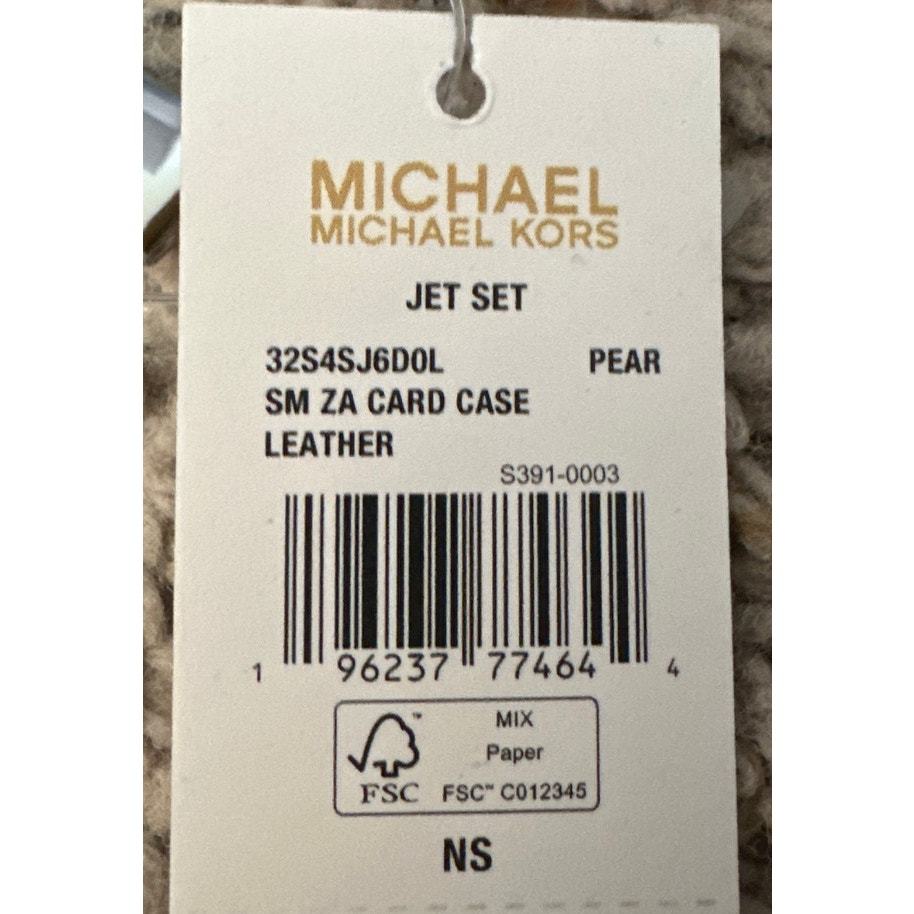 MICHAEL
MICHAEL KORS
JET SET
32S4SJ6D0L PEAR
SM ZA CARD CASE
LEATHER
S391-0003
1 96237 77464 4
MIX
Paper
FSC™ C012345
™
FSC
NS